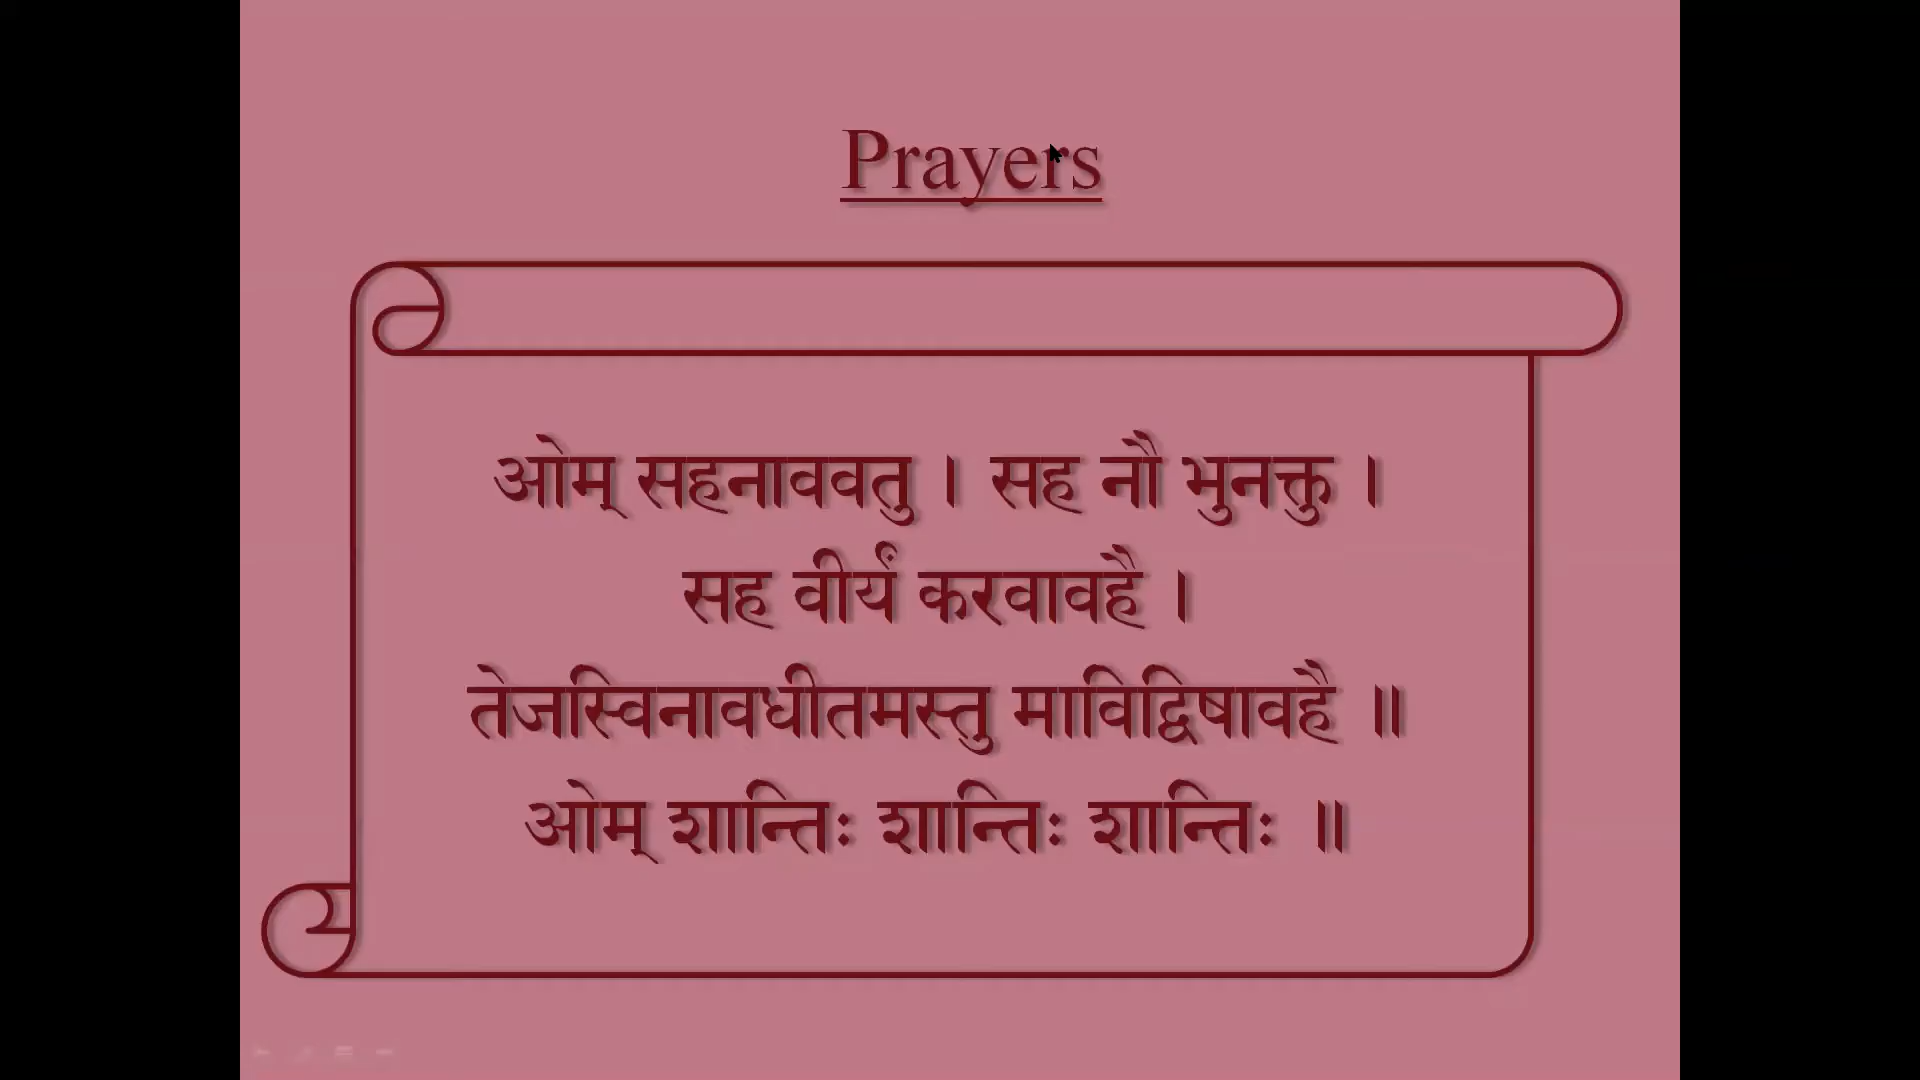 Prayers
ओम् सहनाववतु । सह नौ भुनक्तु ।
सह वीर्यं करवावहै ।
तेजस्विनावधीतमस्तु माविद्विषावहै ॥
ओम् शान्तिः शान्तिः शान्तिः ॥